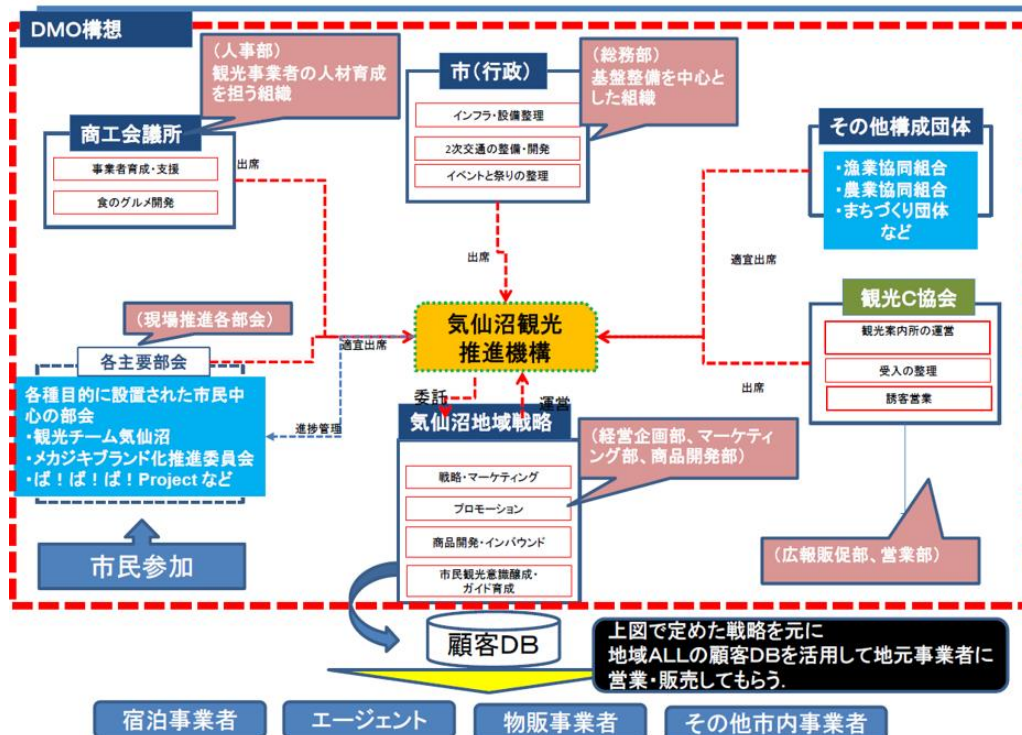 DMO構想
(人事部)
観光事業者の人材育成
を担う組織
商工会議所
事業者育成・支援
食のグルメ開発
出席
市(行政)
インフラ・設備整理
2次交通の整備・開発
イベントと祭りの整理
(総務部)
基盤整備を中心と
した組織
出席
その他構成団体
・漁業協同組合
・農業協同組合
・まちづくり団体
など
適宜出席
観光C協会
観光案内所の運営
受入の整理
誘客営業
出席
(広報販促部、営業部)
気仙沼観光
推進機構
(現場推進各部会)
適宜出席
各主要部会
各種目的に設置された市民中
心の部会
・観光チーム気仙沼
・メカジキブランド化推進委員会
・ば!ば!ば!Project など
進捗管理
市民参加
委託
運営
気仙沼地域戦略
戦略・マーケティング
プロモーション
商品開発・インバウンド
市民観光意識醸成・
ガイド育成
(経営企画部、マーケティ
ング部、商品開発部)
顧客DB
上図で定めた戦略を元に
地域ALLの顧客DBを活用して地元事業者に
営業・販売してもらう.
宿泊事業者
エージェント
物販事業者
その他市内事業者